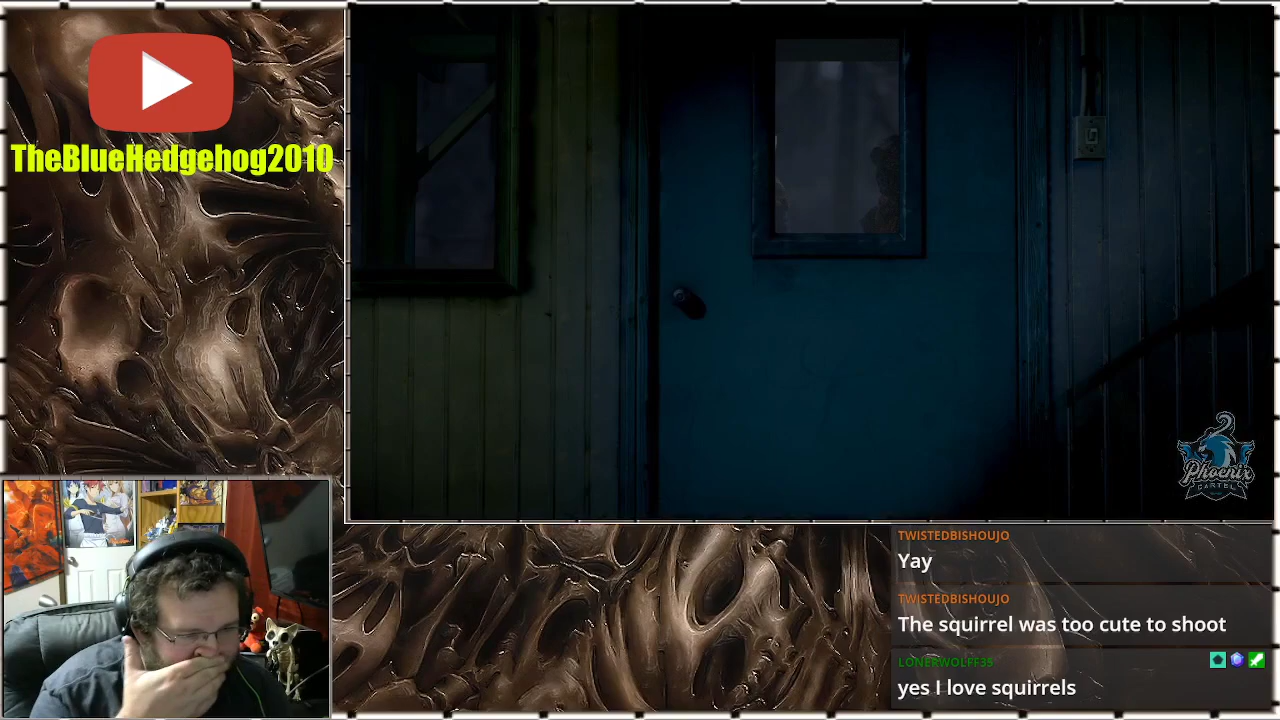 TheBlueHedgehog2010
Phoenix
CARTEL
TWISTEDBISHOUJO
Yay
TWISTEDBISHOUJO
The squirrel was too cute to shoot
LONERWOLFF35
yes I love squirrels